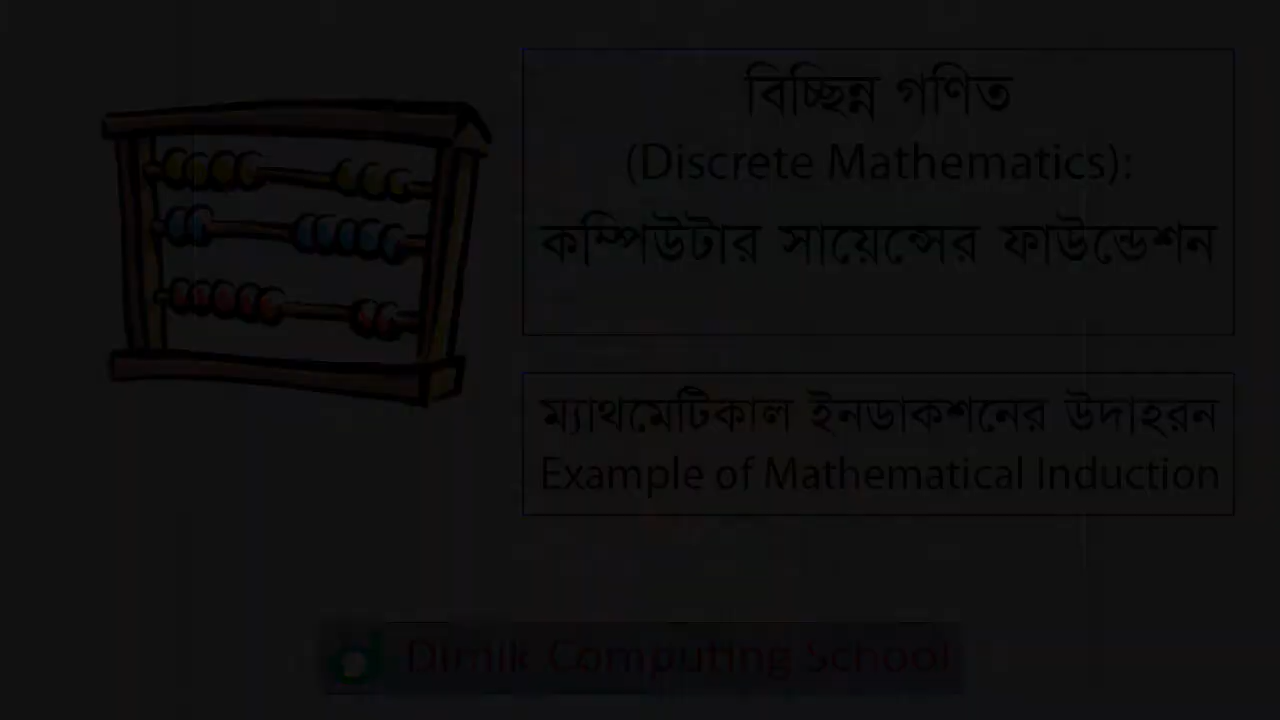 বিচ্ছিন্ন গণিত
(Discrete Mathematics):
কম্পিউটার সায়েন্সের ফাউন্ডেশন
ম্যাথমেটিকাল ইনডাকশনের উদাহরন
Example of Mathematical Induction
Dimik Computing School